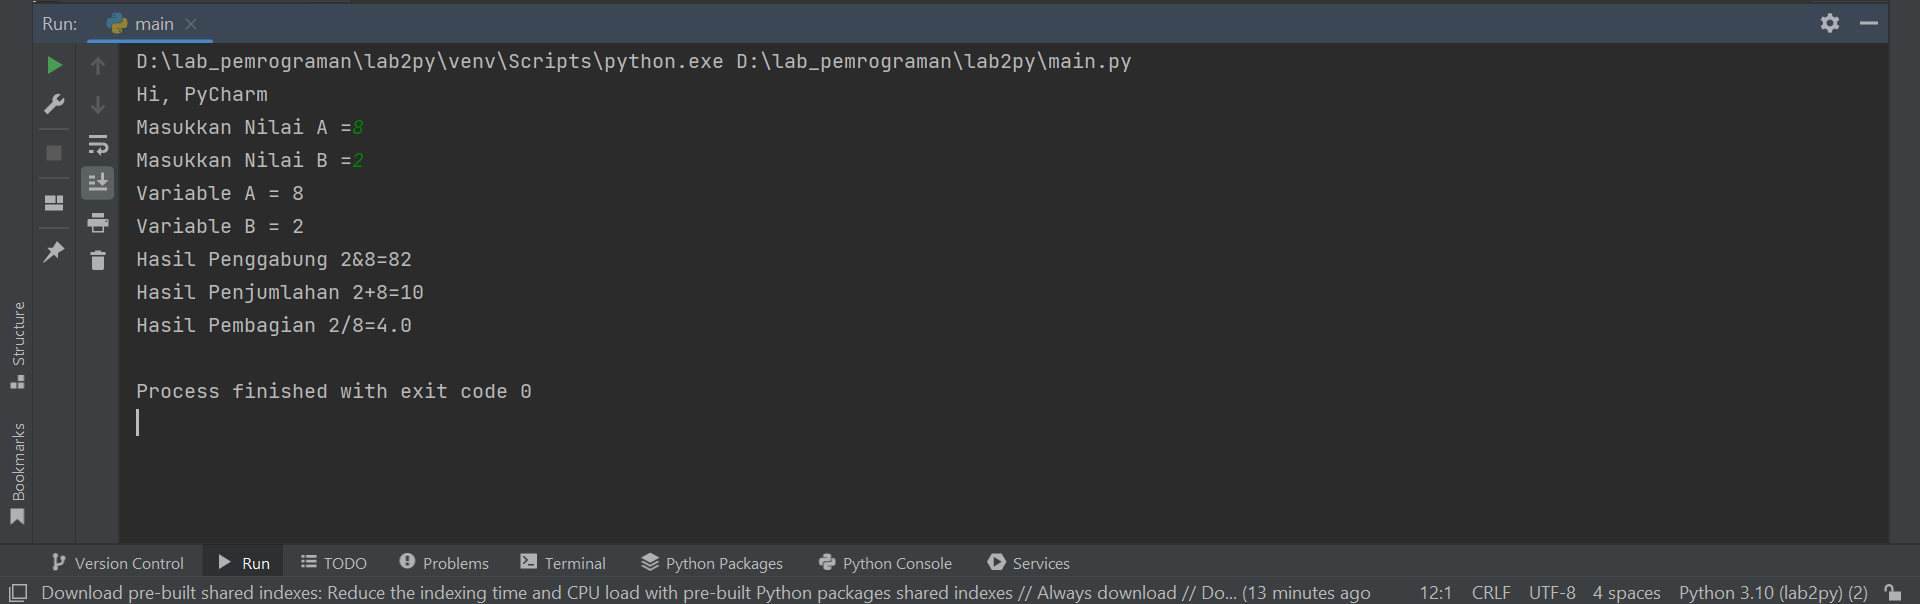 Run: main
D:\lab_pemrograman\lab2py\venv\Scripts\python.exe D:\lab_pemrograman\lab2py\main.py
Hi, PyCharm
Masukkan Nilai A =8
Masukkan Nilai B =2
Variable A = 8
Variable B = 2
Hasil Penggabung 2&8=82
Hasil Penjumlahan 2+8=10
Hasil Pembagian 2/8=4.0
Process finished with exit code 0
Structure
Bookmarks
Version Control Run TODO Problems Terminal Python Packages Python Console Services
Download pre-built shared indexes: Reduce the indexing time and CPU load with pre-built Python packages shared indexes // Always download // Do... (13 minutes ago 12:1 CRLF UTF-8 4 spaces Python 3.10 (lab2py) (2)